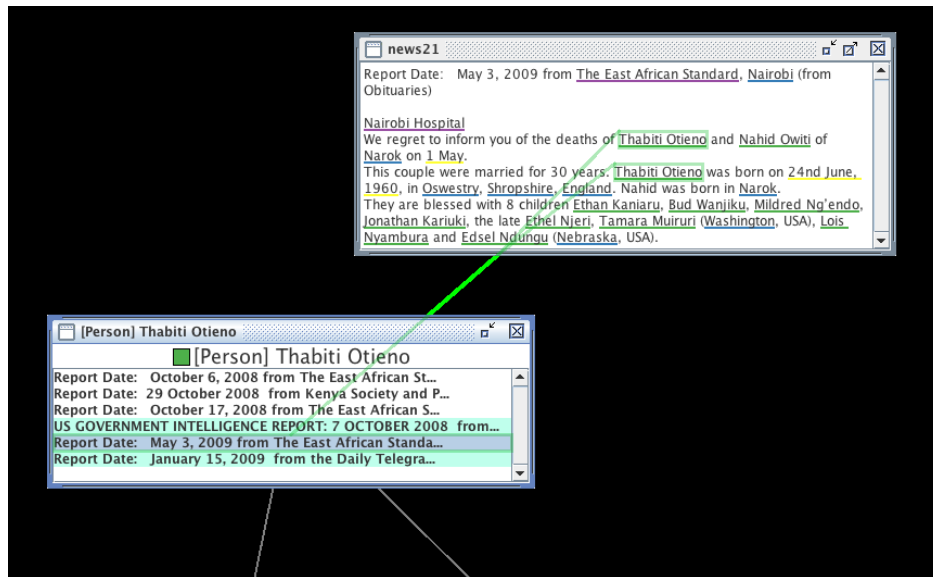 news21
Report Date: May 3, 2009 from The East African Standard, Nairobi (from
Obituaries)
Nairobi Hospital
We regret to inform you of the deaths of Thabiti Otieno and Nahid Owiti of
Narok on 1 May.
This couple were married for 30 years. Thabiti Otieno was born on 24nd June,
1960, in Oswestry, Shropshire, England. Nahid was born in Narok.
They are blessed with 8 children Ethan Kaniaru, Bud Wanjiku, Mildred Ng'endo,
Jonathan Kariuki, the late Ethel Njeri, Tamara Muiruri (Washington, USA), Lois
Nyambura and Edsel Ndungu (Nebraska, USA).
[Person] Thabiti Otieno
[Person] Thabiti Otieno
Report Date: October 6, 2008 from The East African St...
Report Date: 29 October 2008 from Kenya Society and P...
Report Date: October 17, 2008 from The East African S...
US GOVERNMENT INTELLIGENCE REPORT: 7 OCTOBER 2008 from...
Report Date: May 3, 2009 from The East African Standa...
Report Date: January 15, 2009 from the Daily Telegra...